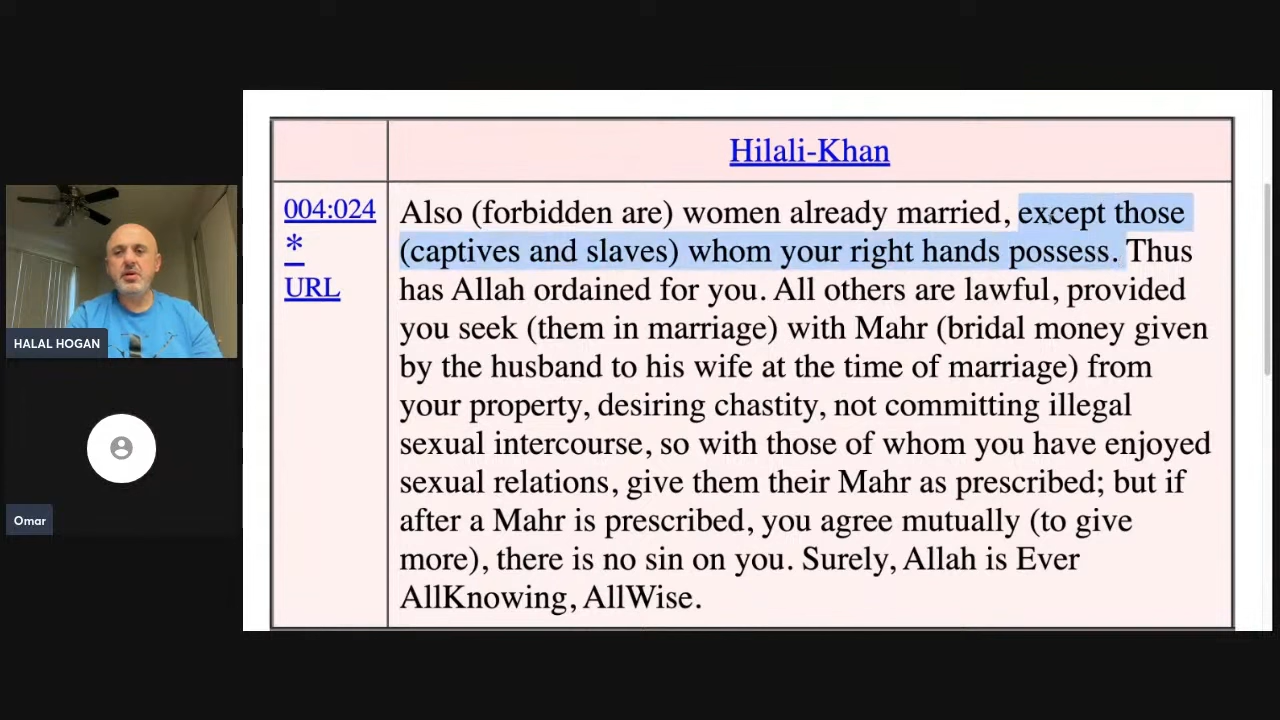 Hilali-Khan
004:024
*
URL
Also (forbidden are) women already married, except those
(captives and slaves) whom your right hands possess. Thus
has Allah ordained for you. All others are lawful, provided
you seek (them in marriage) with Mahr (bridal money given
by the husband to his wife at the time of marriage) from
your property, desiring chastity, not committing illegal
sexual intercourse, so with those of whom you have enjoyed
sexual relations, give them their Mahr as prescribed; but if
after a Mahr is prescribed, you agree mutually (to give
more), there is no sin on you. Surely, Allah is Ever
AllKnowing, AllWise.
HALAL HOGAN
Omar